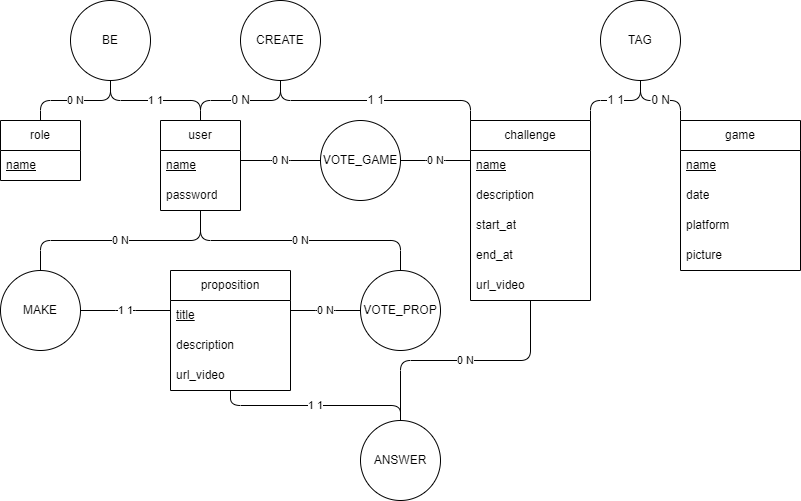 BE
CREATE
TAG
0 N
1 1
0 N
1 1
1 1
0 N
role
name
user
name
password
VOTE_GAME
0 N
0 N
challenge
name
description
start_at
end_at
url_video
game
name
date
platform
picture
0 N
0 N
MAKE
1 1
proposition
title
description
url_video
0 N
VOTE_PROP
0 N
1 1
ANSWER